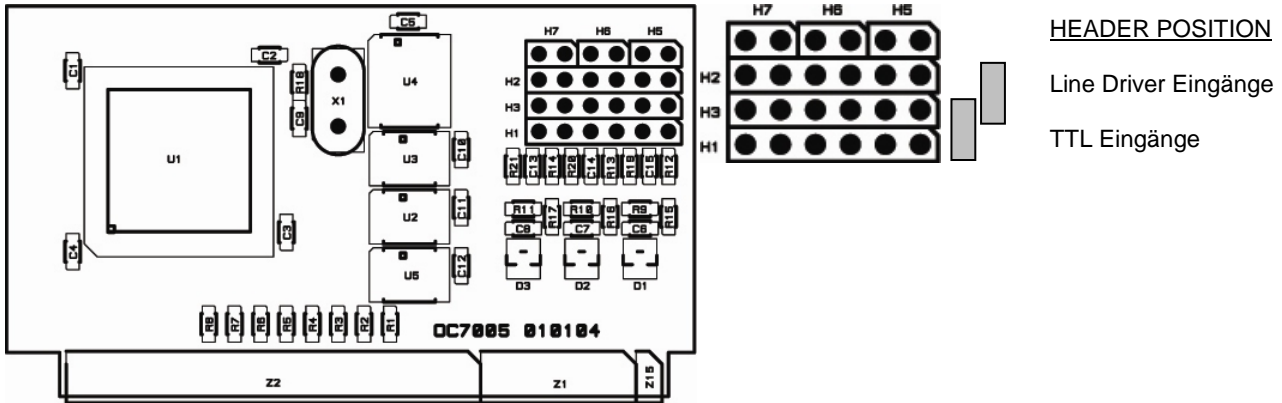 C5
H7 H6 H5
C1
C2
R18
C9
X1
U4
H2
H3
H1
U1
U3
C10
R21 C13 R14 R20 C14 R13 R19 C15 R12
U2
C11
R11 R17 R10 R16 R9 R15
C8 C7 C6
C4
C3
U5
C12
D3 D2 D1
R8 R7 R6 R5 R4 R3 R2 R1
DC7005 010104
Z2 Z1 Z15
H7 H6 H5
H2
H3
H1
HEADER POSITION
Line Driver Eingänge
TTL Eingänge